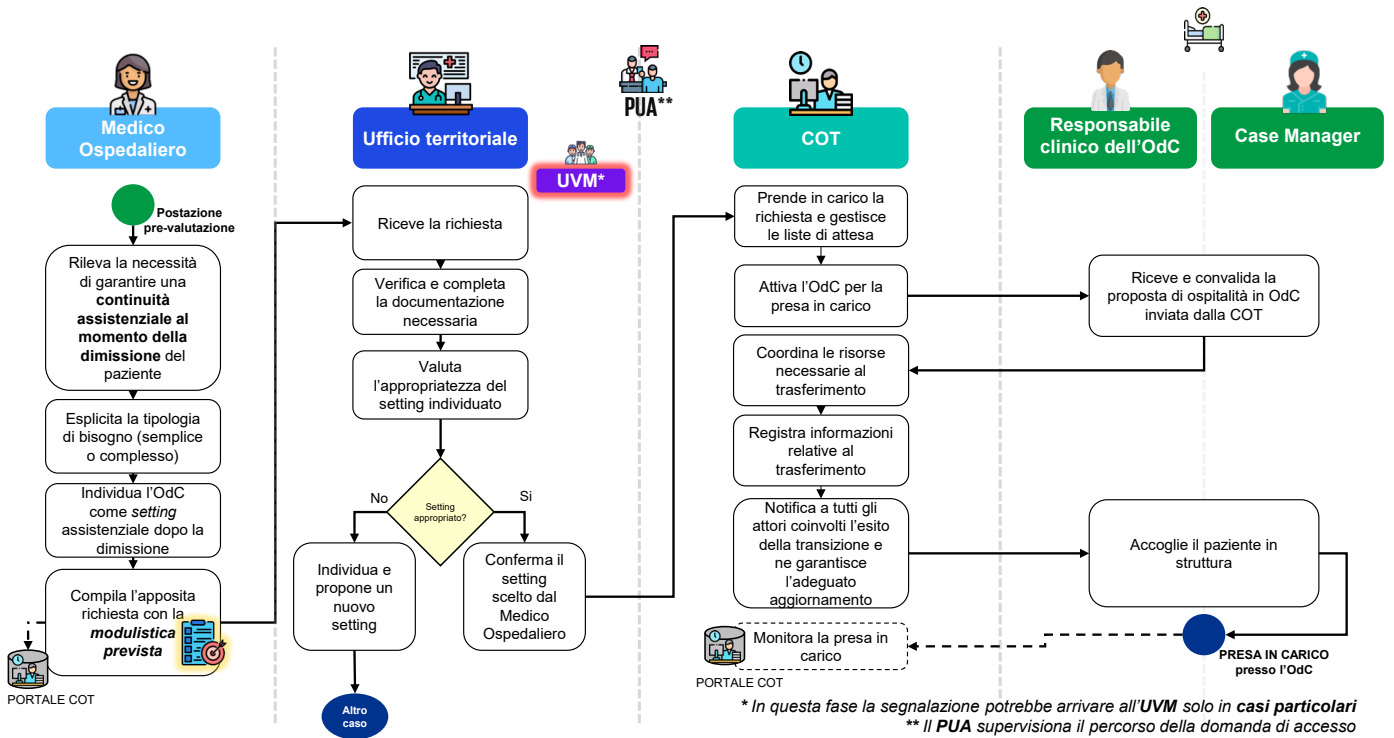 Medico
Ospedaliero
Postazione
pre-valutazione
Rileva la necessità
di garantire una
continuità
assistenziale al
momento della
dimissione del
paziente
Esplicita la tipologia
di bisogno (semplice
o complesso)
Individua l'OdC
come setting
assistenziale dopo la
dimissione
Compila l'apposita
richiesta con la
modulistica
prevista
PORTALE COT
Ufficio territoriale
UVM*
Riceve la richiesta
Verifica e completa
la documentazione
necessaria
Valuta
l'appropriatezza del
setting individuato
Setting
appropriato?
No
Si
Individua e
propone un
nuovo
setting
Conferma il
setting
scelto dal
Medico
Ospedaliero
Altro
caso
PUA**
COT
Prende in carico la
richiesta e gestisce
le liste di attesa
Attiva l'OdC per la
presa in carico
Coordina le risorse
necessarie al
trasferimento
Registra informazioni
relative al
trasferimento
Notifica a tutti gli
attori coinvolti l'esito
della transizione e
ne garantisce
l'adeguato
aggiornamento
Monitora la presa in
carico
PORTALE COT
Responsabile
clinico dell'OdC
Case Manager
Riceve e convalida la
proposta di ospitalità in OdC
inviata dalla COT
Accoglie il paziente in
struttura
PRESA IN CARICO
presso l'OdC
* In questa fase la segnalazione potrebbe arrivare all'UVM solo in casi particolari
** Il PUA supervisiona il percorso della domanda di accesso